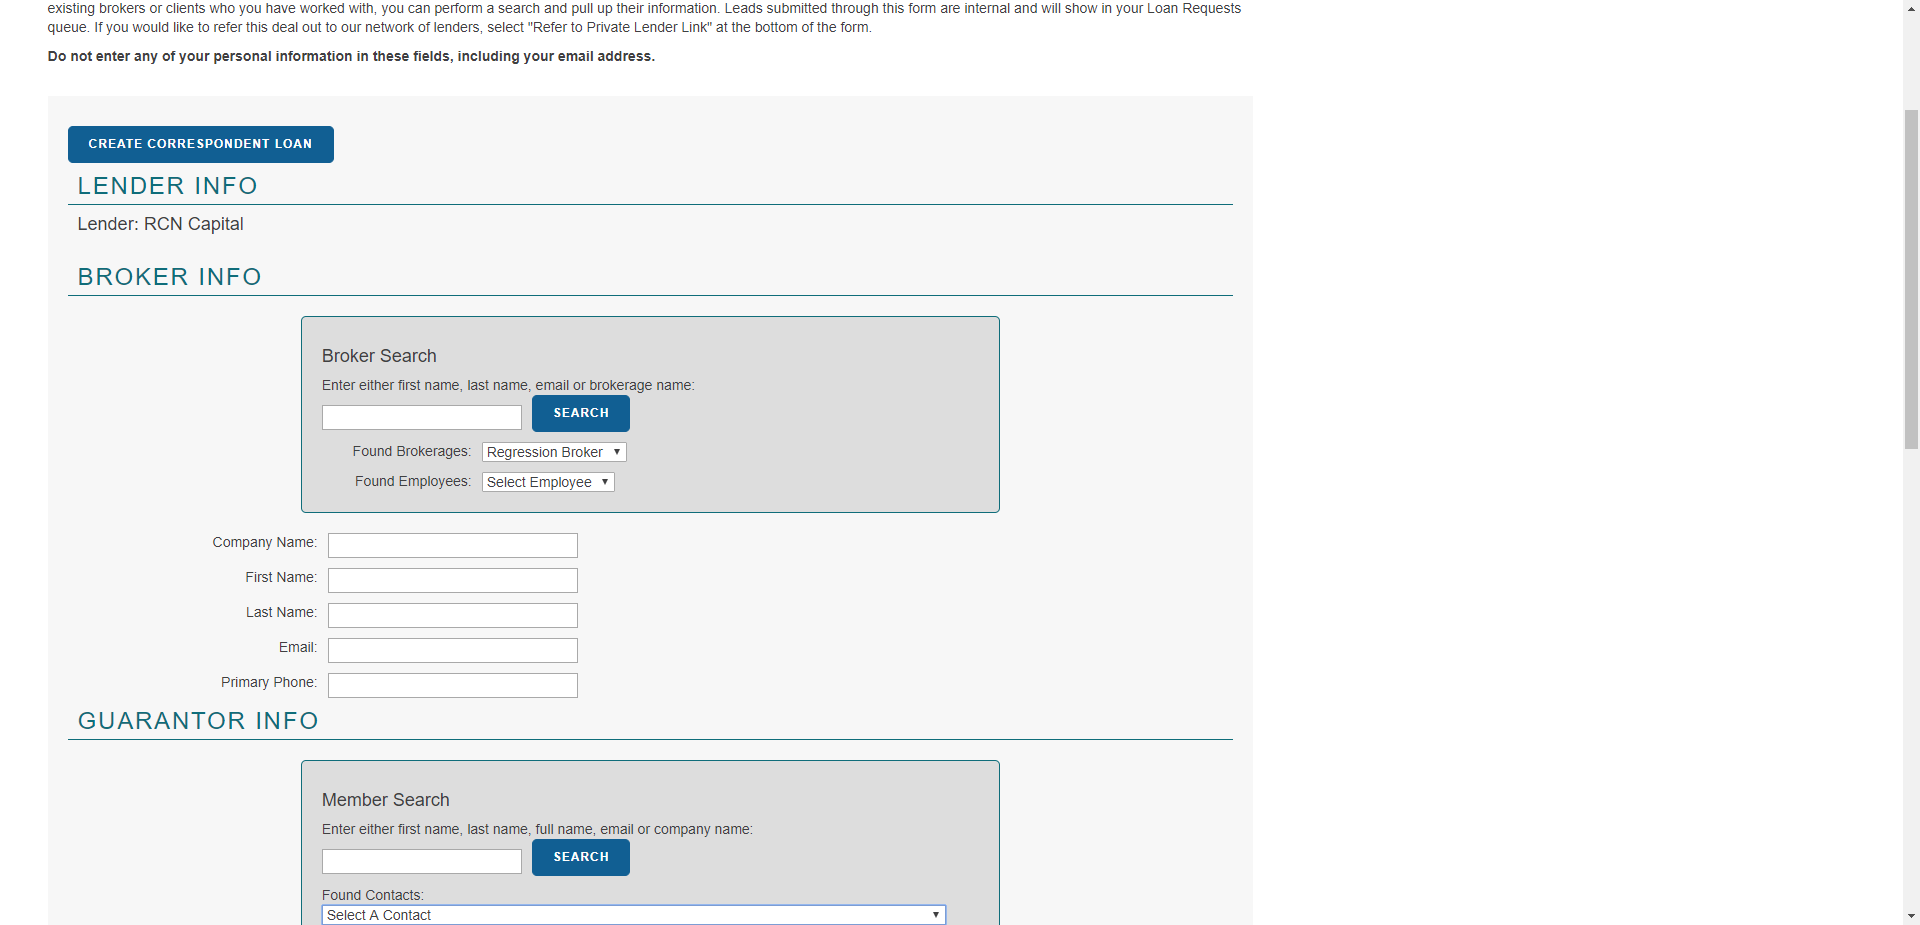 existing brokers or clients who you have worked with, you can perform a search and pull up their information. Leads submitted through this form are internal and will show in your Loan Requests
queue. If you would like to refer this deal out to our network of lenders, select "Refer to Private Lender Link" at the bottom of the form.
Do not enter any of your personal information in these fields, including your email address.
CREATE CORRESPONDENT LOAN
LENDER INFO
Lender: RCN Capital
BROKER INFO
Broker Search
Enter either first name, last name, email or brokerage name:
SEARCH
Found Brokerages: Regression Broker
Found Employees: Select Employee
Company Name:
First Name:
Last Name:
Email:
Primary Phone:
GUARANTOR INFO
Member Search
Enter either first name, last name, full name, email or company name:
SEARCH
Found Contacts:
Select A Contact